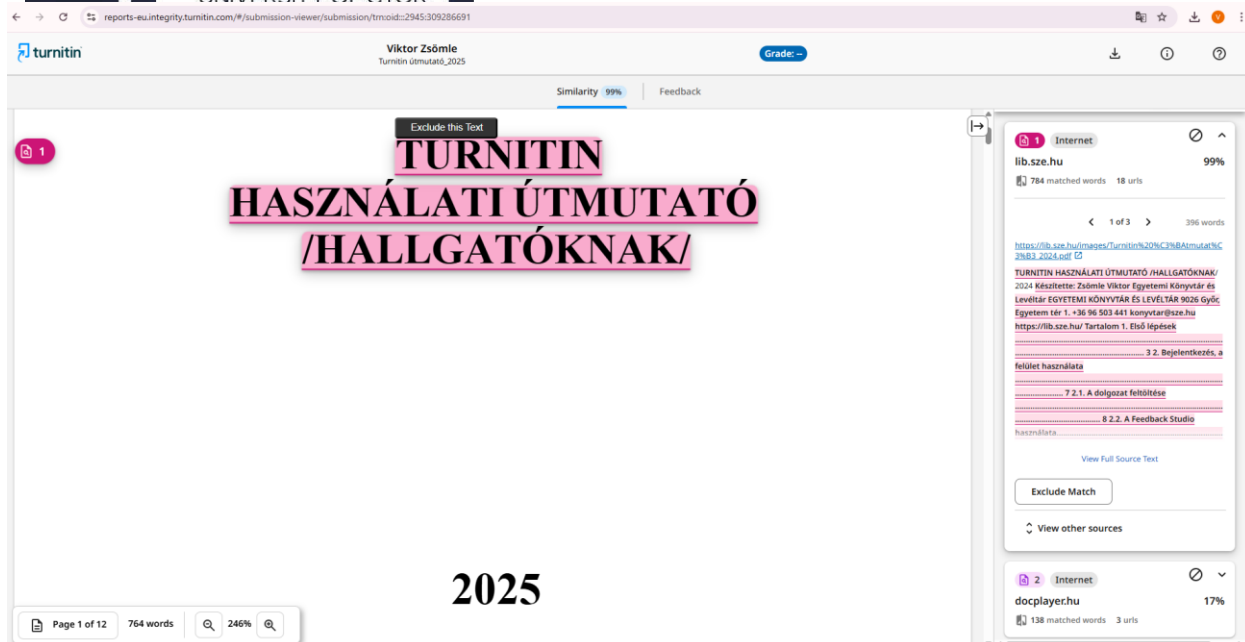 reports-eu.integrity.turnitin.com/#/submission-viewer/submission/trn:oid:::2945:309286691
turnitin
Viktor Zsömle
Turnitin útmutató_2025
Grade: --
Similarity 99%
Feedback
Exclude this Text
1
TURNITIN
HASZNÁLATI ÚTMUTATÓ
/HALLGATÓKNAK/
2025
Page 1 of 12 764 words 246%
1 Internet
lib.sze.hu 99%
784 matched words 18 urls
1 of 3 396 words
https://lib.sze.hu/images/Turnitin%20%C3%BAtmutat%C
3%B3_2024.pdf
TURNITIN HASZNÁLATI ÚTMUTATÓ /HALLGATÓKNAK/
2024 Készítette: Zsömle Viktor Egyetemi Könyvtár és
Levéltár EGYETEMI KÖNYVTÁR ÉS LEVÉLTÁR 9026 Győr,
Egyetem tér 1. +36 96 503 441 konyvtar@sze.hu
https://lib.sze.hu/ Tartalom 1. Első lépések
3 2. Bejelentkezés, a
felület használata
7 2.1. A dolgozat feltöltése
8 2.2. A Feedback Studio
használata
View Full Source Text
Exclude Match
View other sources
2 Internet
docplayer.hu 17%
138 matched words 3 urls